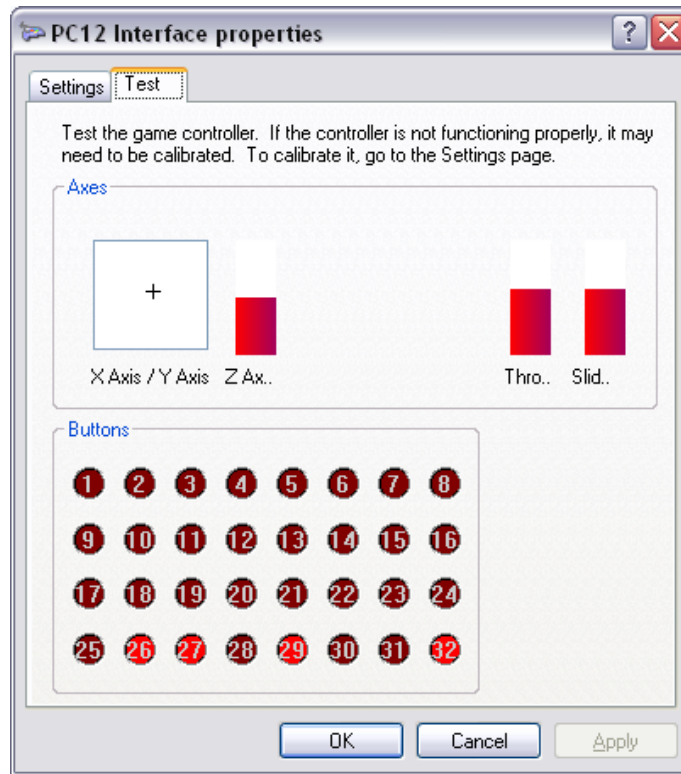 PC12 Interface properties
Settings Test
Test the game controller. If the controller is not functioning properly, it may
need to be calibrated. To calibrate it, go to the Settings page.
Axes
X Axis / Y Axis Z Ax.. Thro.. Slid..
Buttons
1 2 3 4 5 6 7 8
9 10 11 12 13 14 15 16
17 18 19 20 21 22 23 24
25 26 27 28 29 30 31 32
OK Cancel Apply